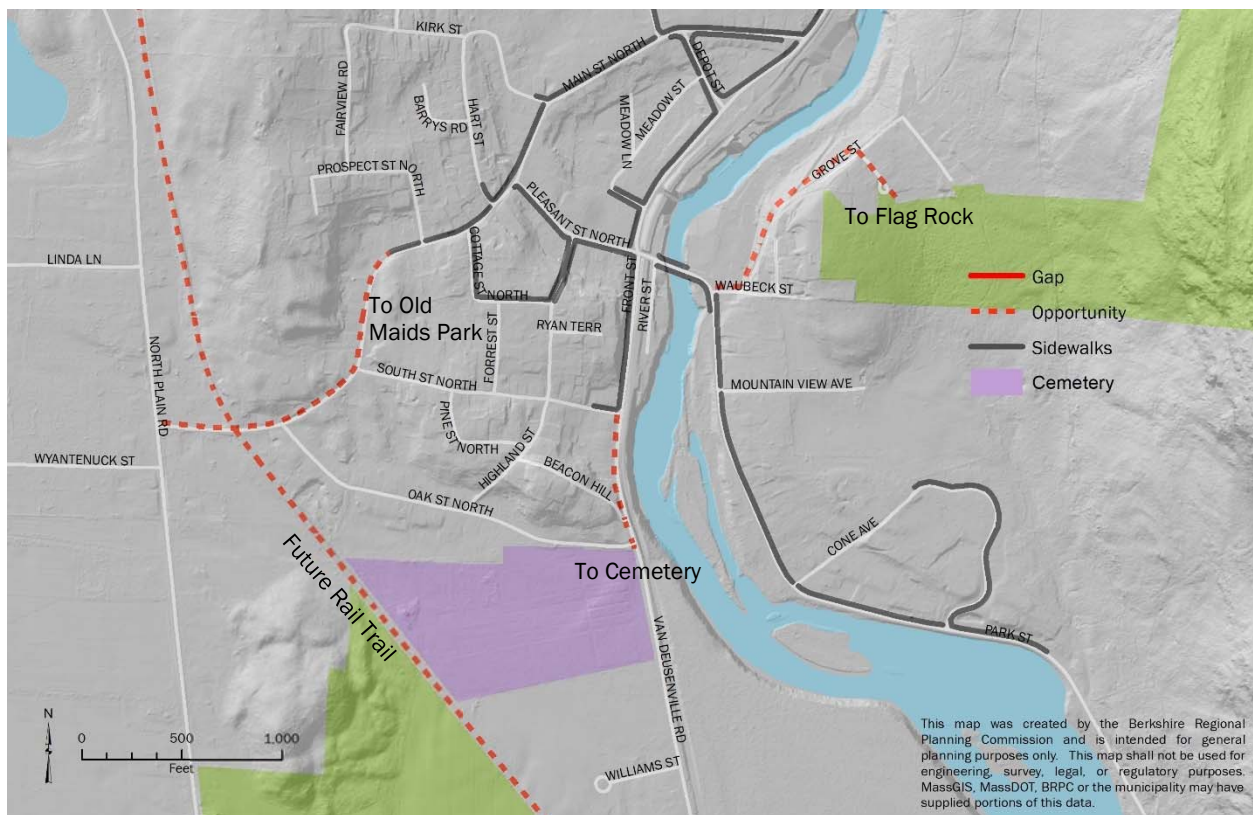 KIRK ST
MAIN ST NORTH
DEPOT ST
FAIRVIEW RD
BARRYS RD
HART ST
MEADOW LN
MEADOW ST
GROVE ST
PROSPECT ST NORTH
PLEASANT ST NORTH
To Flag Rock
LINDA LN
COTTAGE ST
NORTH
FRONT ST
RIVER ST
WAUBECK ST
Gap
To Old
Maids Park
RYAN TERR
Opportunity
FORREST ST
NORTH PLAIN RD
Sidewalks
SOUTH ST NORTH
MOUNTAIN VIEW AVE
Cemetery
PINE ST NORTH
HIGHLAND ST
WYANTENUCK ST
BEACON HILL
OAK ST NORTH
CONE AVE
Future Rail Trail
To Cemetery
PARK ST
VAN DEUSENVILLE RD
WILLIAMS ST
N
0 500 1,000
Feet
This map was created by the Berkshire Regional
Planning Commission and is intended for general
planning purposes only. This map shall not be used for
engineering, survey, legal, or regulatory purposes.
MassGIS, MassDOT, BRPC or the municipality may have
supplied portions of this data.